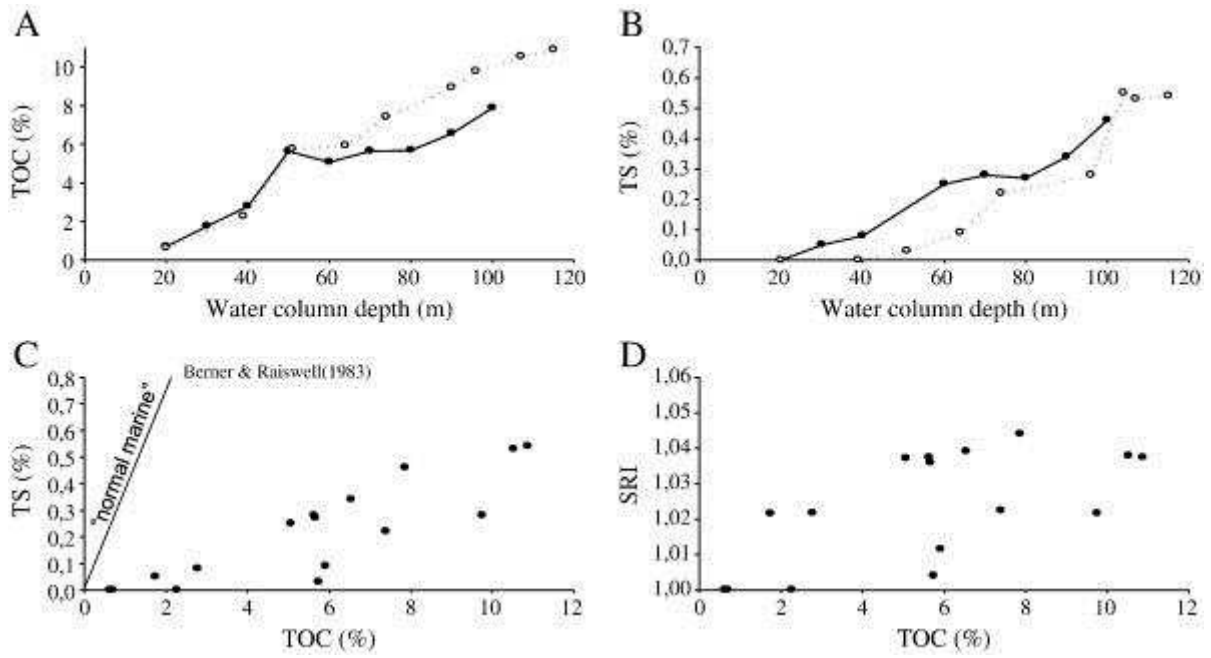 A
TOC (%)
10
8
6
4
2
0
0 20 40 60 80 100 120
Water column depth (m)
B
TS (%)
0,7
0,6
0,5
0,4
0,3
0,2
0,1
0,0
0 20 40 60 80 100 120
Water column depth (m)
C
Berner & Raiswell(1983)
"normal marine"
TS (%)
0,8
0,7
0,6
0,5
0,4
0,3
0,2
0,1
0,0
0 2 4 6 8 10 12
TOC (%)
D
SRI
1,06
1,05
1,04
1,03
1,02
1,01
1,00
0 2 4 6 8 10 12
TOC (%)